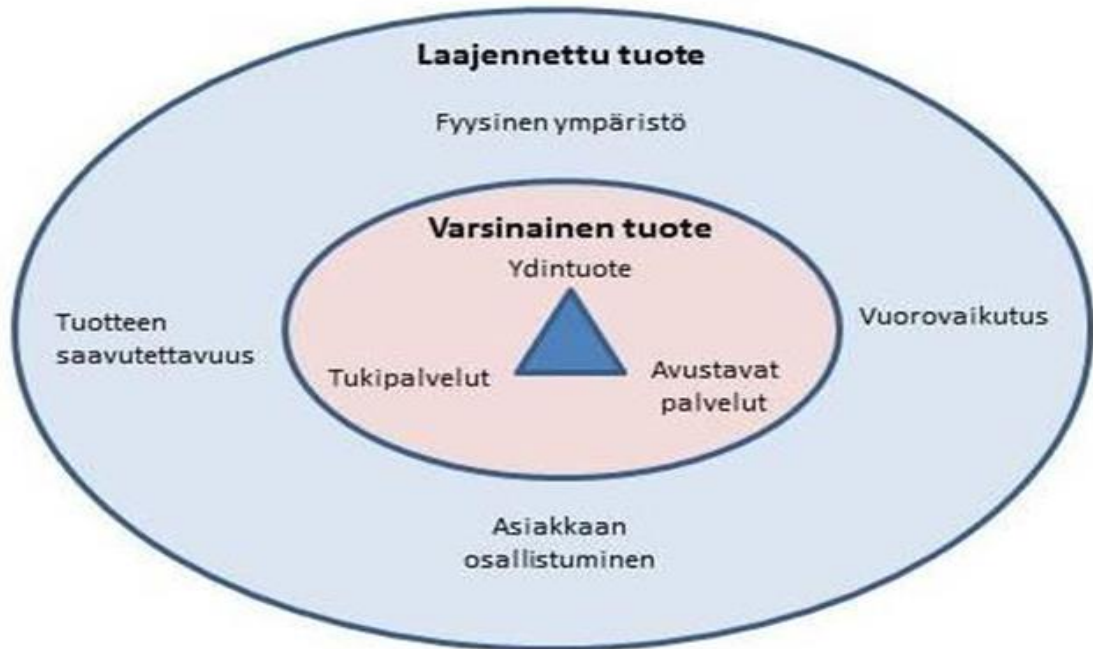 Laajennettu tuote
Fyysinen ympäristö
Varsinainen tuote
Ydintuote
Tuotteen
saavutettavuus
Vuorovaikutus
Tukipalvelut
Avustavat
palvelut
Asiakkaan
osallistuminen